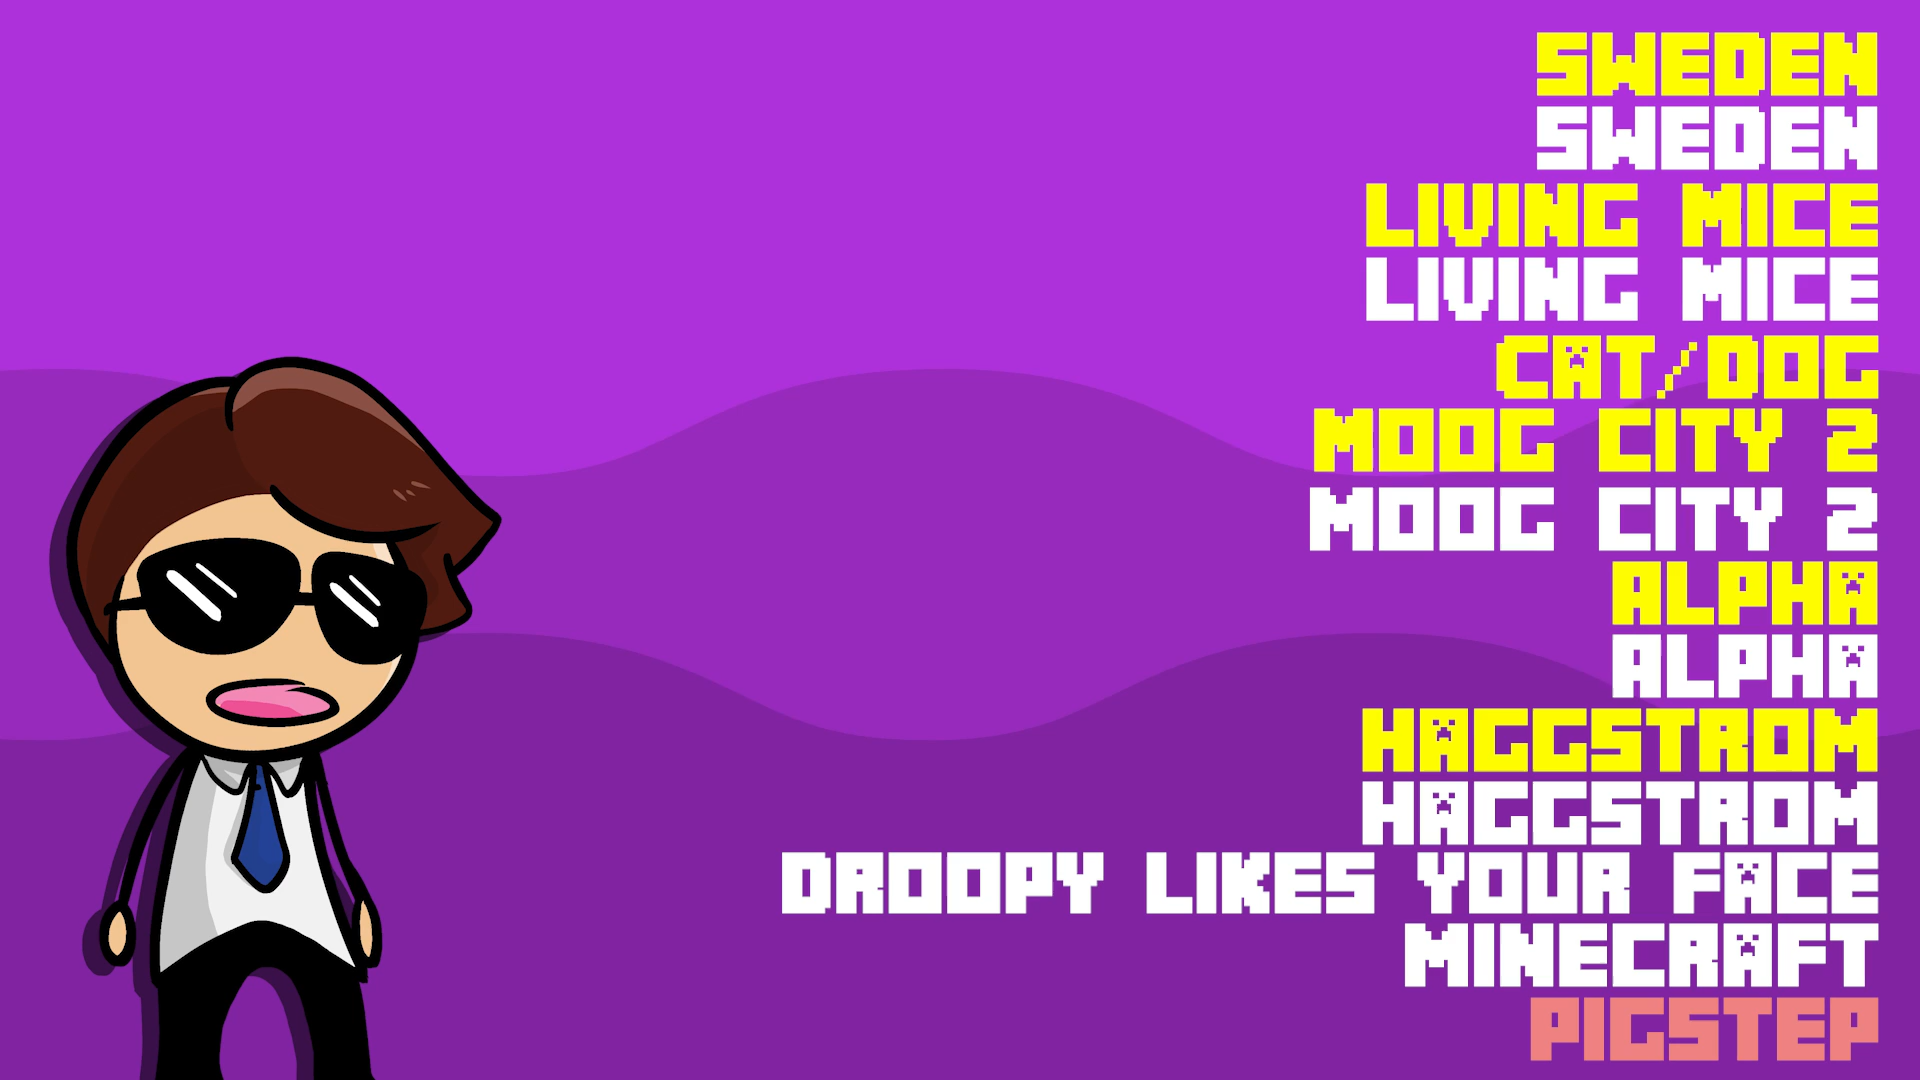 SWEDEN
SWEDEN
LIVING MICE
LIVING MICE
CAT/DOG
MOOG CITY 2
MOOG CITY 2
ALPHA
ALPHA
HAGGSTROM
HAGGSTROM
DROOPY LIKES YOUR FACE
MINECRAFT
PIGSTEP